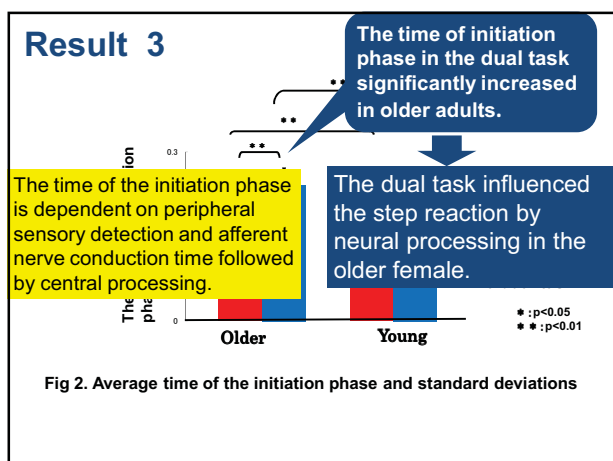 Result 3
The time of initiation
phase in the dual task
significantly increased
in older adults.
**
**
**
0.3
The time of the initiation phase
is dependent on peripheral
sensory detection and afferent
nerve conduction time followed
by central processing.
The dual task influenced
the step reaction by
neural processing in the
older female.
0
Older
Young
*:p<0.05
**:p<0.01
Fig 2. Average time of the initiation phase and standard deviations